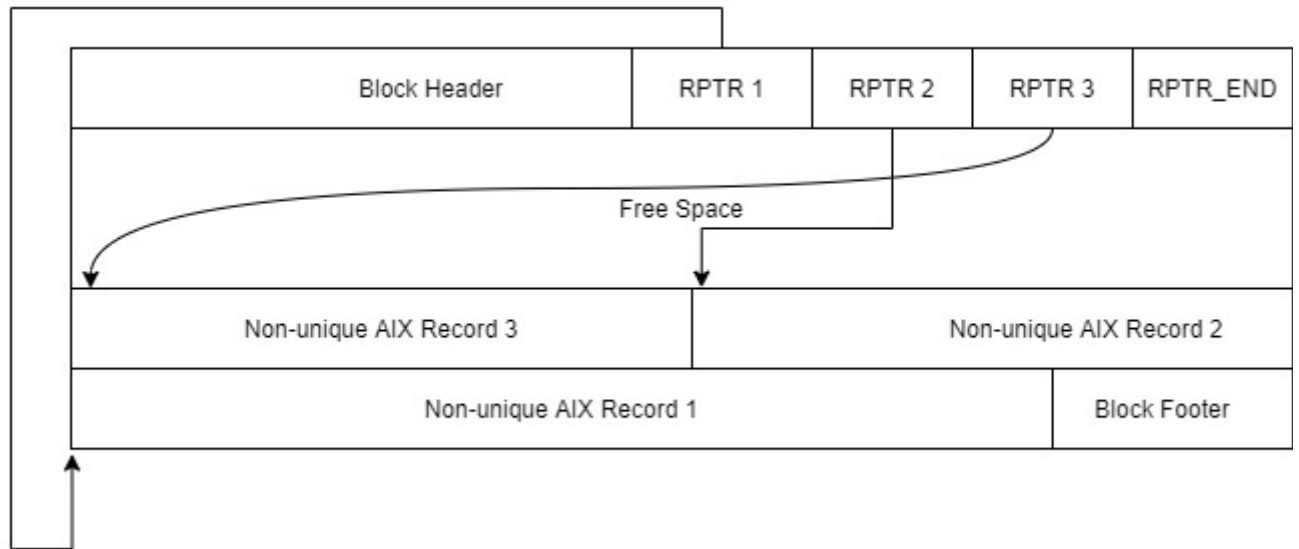 Block Header
RPTR 1
RPTR 2
RPTR 3
RPTR_END
Free Space
Non-unique AIX Record 3
Non-unique AIX Record 2
Non-unique AIX Record 1
Block Footer